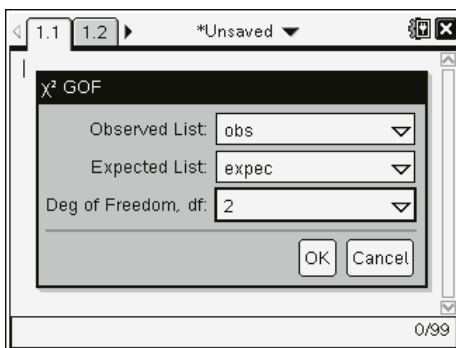 1.1 1.2 *Unsaved
χ² GOF
Observed List: obs
Expected List: expec
Deg of Freedom, df: 2
OK Cancel
0/99